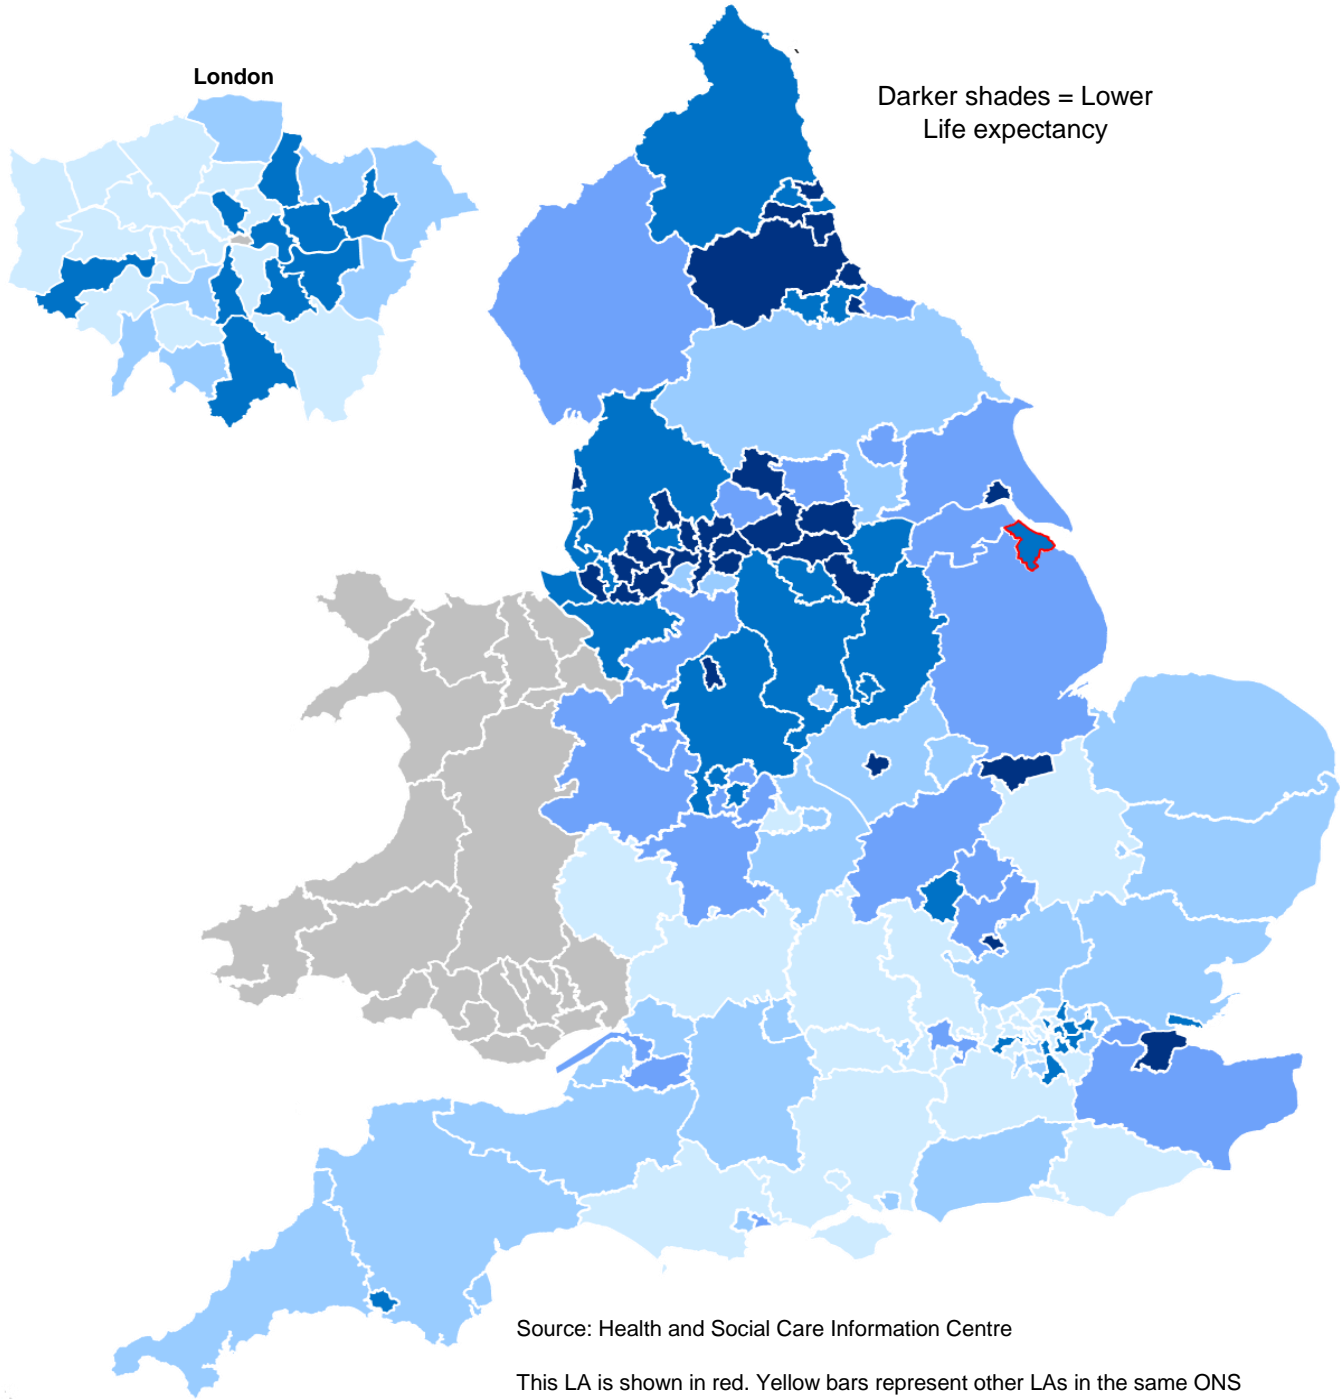 London
Darker shades = Lower
Life expectancy
Source: Health and Social Care Information Centre
This LA is shown in red. Yellow bars represent other LAs in the same ONS